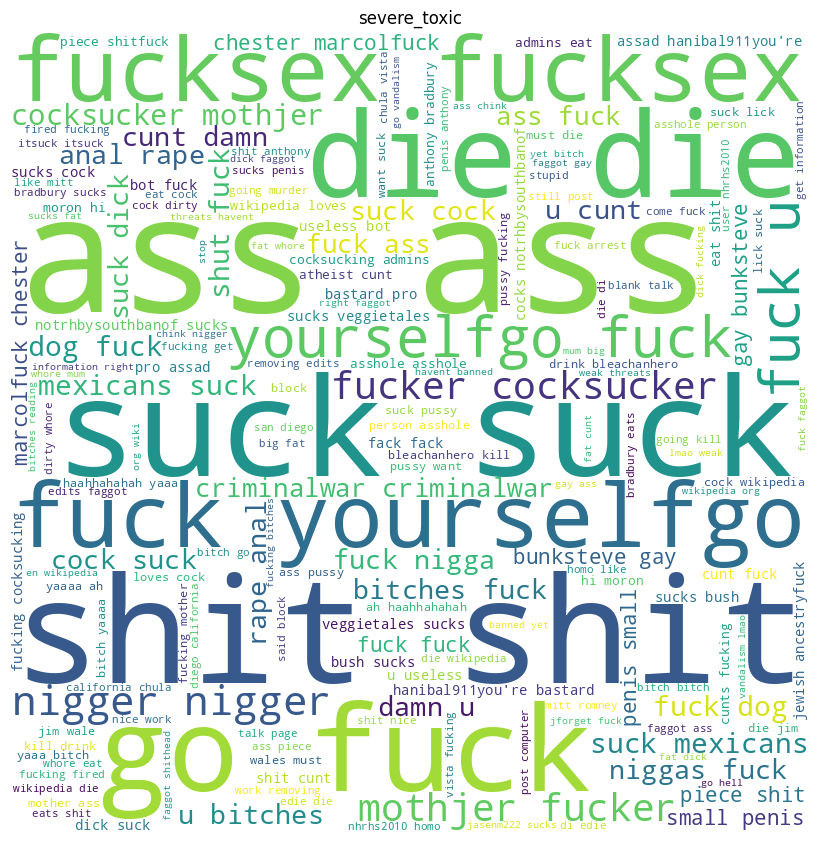 severe_toxic
piece shitfuck
chester marcolfuck
admins eat
assad hanibal911you're
fucksex fucksex
cocksucker mothjer
chula vista
go vandalism
anthony bradbury
penis anthony
ass chink
ass fuck
suck lick
asshole person
fired fucking
itsuck itsuck
cunt damn
anal rape
shit anthony
dick faggot
sucks penis
want suck
die die
cocks notrhbysouthbanof
must die
yet bitch
faggot gay
stupid
get information
user nhrhs2010
sucks cock
like mitt
bradbury sucks
moron hi
bot fuck
eat cock
cock dirty
going murder
wikipedia loves
suck cock
still post
u cunt
come fuck
eat shit
lick suck
sucks fat
suck dick
threats havent
shut fuck
useless bot
fuck ass
stop
fat whore
cocksucking admins
atheist cunt
bastard pro
right faggot
pussy fucking
fuck arrest
blank talk
die di
dick fucking
gay bunksteve
fuck u
ass ass
marcolfuck chester
notrhbysouthbanof sucks
sucks veggietales
yourselfgo fuck
mum big
dog fuck
chink nigger
fucking get
information right
pro assad
removing edits
asshole asshole
havent banned
drink bleachanhero
weak threats
whore mum
bitches reading
dirty whore
mexicans suck
block
fucker cocksucker
fuck faggot
org wiki
san diego
big fat
suck pussy
person asshole
fack fack
bleachanhero kill
pussy want
fat cunt
bradbury eats
going kill
lmao weak
suck suck
haahhahahah yaaa
edits faggot
criminalwar criminalwar
gay ass
cock wikipedia
wikipedia org
fuck yourselfgo
fucking cocksucking
en wikipedia
yaaaa ah
cock suck
loves cock
bitch go
rape anal
fucking bitches
ass pussy
fuck nigga
bunksteve gay
homo like
hi moron
cunt fuck
sucks bush
bitch yaaaa
fucking mother
diego california
said block
bitches fuck
ah haahhahahah
veggietales sucks
banned yet
fuck fuck
bush sucks
die wikipedia
u useless
penis small
cunts fucking
vandalism lmao
jewish ancestryfuck
shit shit
california chula
hanibal911you're bastard
bitch bitch
nigger nigger
nice work
damn u
shit nice
mitt romney
jforget fuck
fuck dog
faggot ass
die jim
jim wale
kill drink
yaaa bitch
whore eat
fucking fired
wikipedia die
mother ass
eats shit
go fuck
faggot shithead
talk page
ass piece
wales must
shit cunt
work removing
edie die
vista fucking
post computer
suck mexicans
fat dick
niggas fuck
go hell
piece shit
mothjer fucker
small penis
dick suck
u bitches
nhrhs2010 homo
jasenm222 sucks
di edie